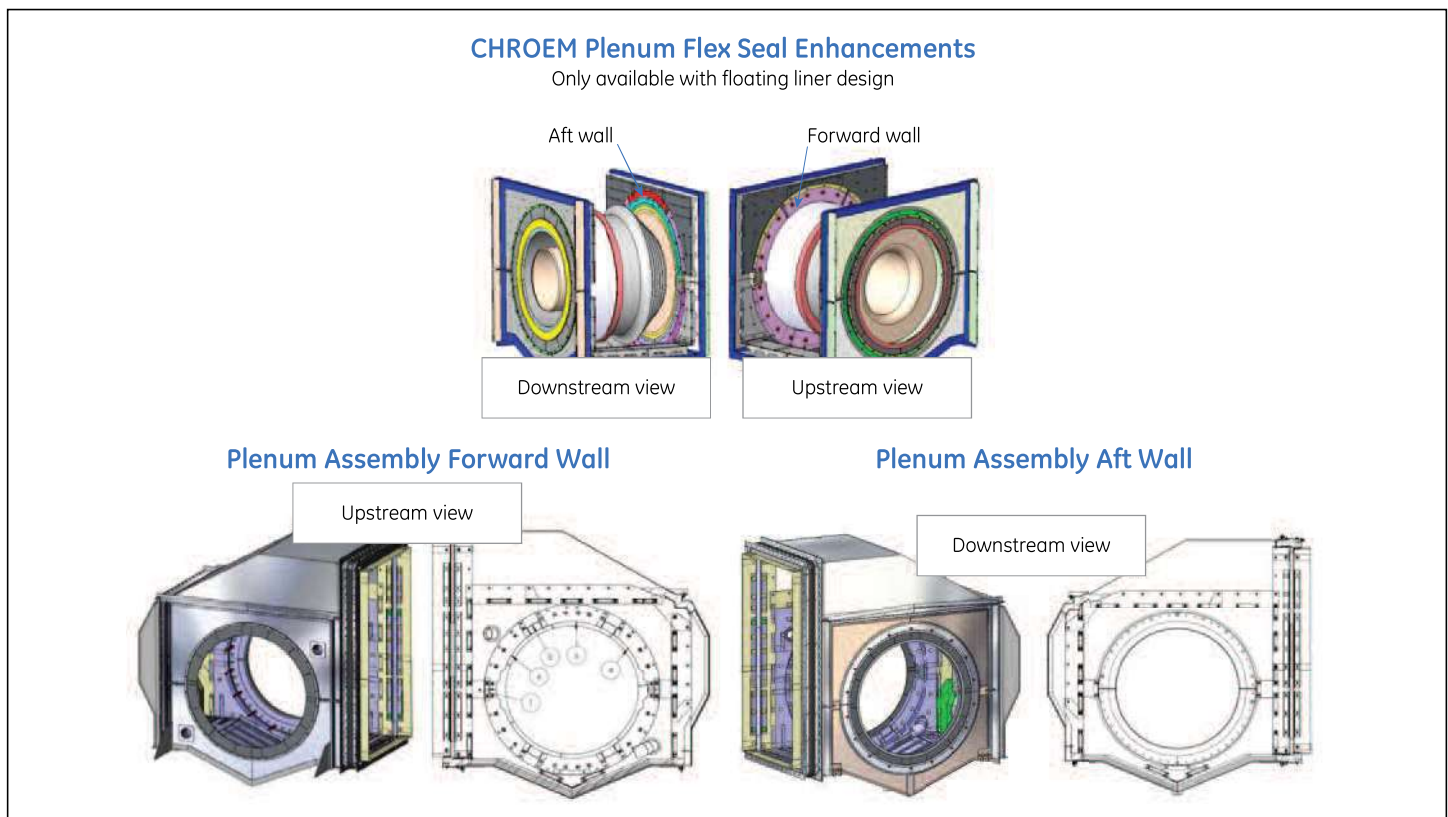 CHROEM Plenum Flex Seal Enhancements
Only available with floating liner design
Aft wall
Forward wall
Downstream view
Upstream view
Plenum Assembly Forward Wall
Plenum Assembly Aft Wall
Upstream view
Downstream view